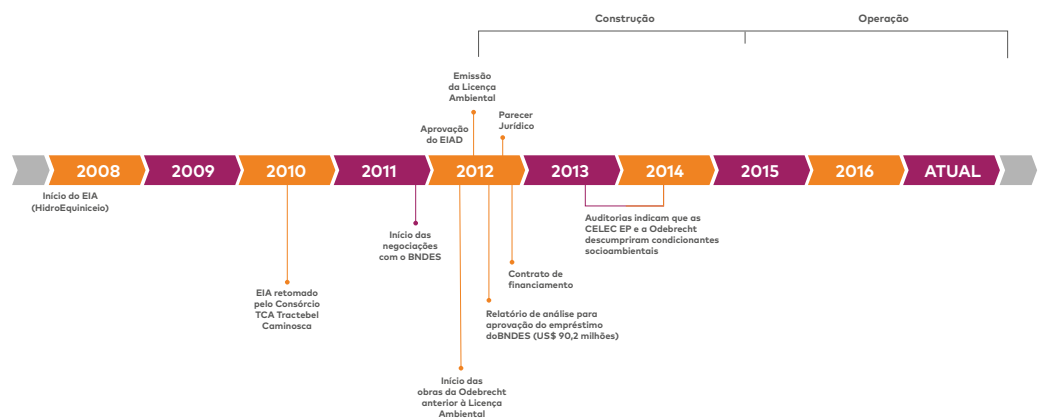 Construção
Operação
Emissão
da Licença
Ambiental
Parecer
Jurídico
Aprovação
do EIAD
2008
2009
2010
2011
2012
2013
2014
2015
2016
ATUAL
Início do EIA
(HidroEquiniceio)
EIA retomado
pelo Consórcio
TCA Tractebel
Caminosca
Início das
negociações
com o BNDES
Início das
obras da Odebrecht
anterior à Licença
Ambiental
Relatório de análise para
aprovação do empréstimo
doBNDES (US$ 90,2 milhões)
Contrato de
financiamento
Auditorias indicam que as
CELEC EP e a Odebrecht
descumpriram condicionantes
socioambientais